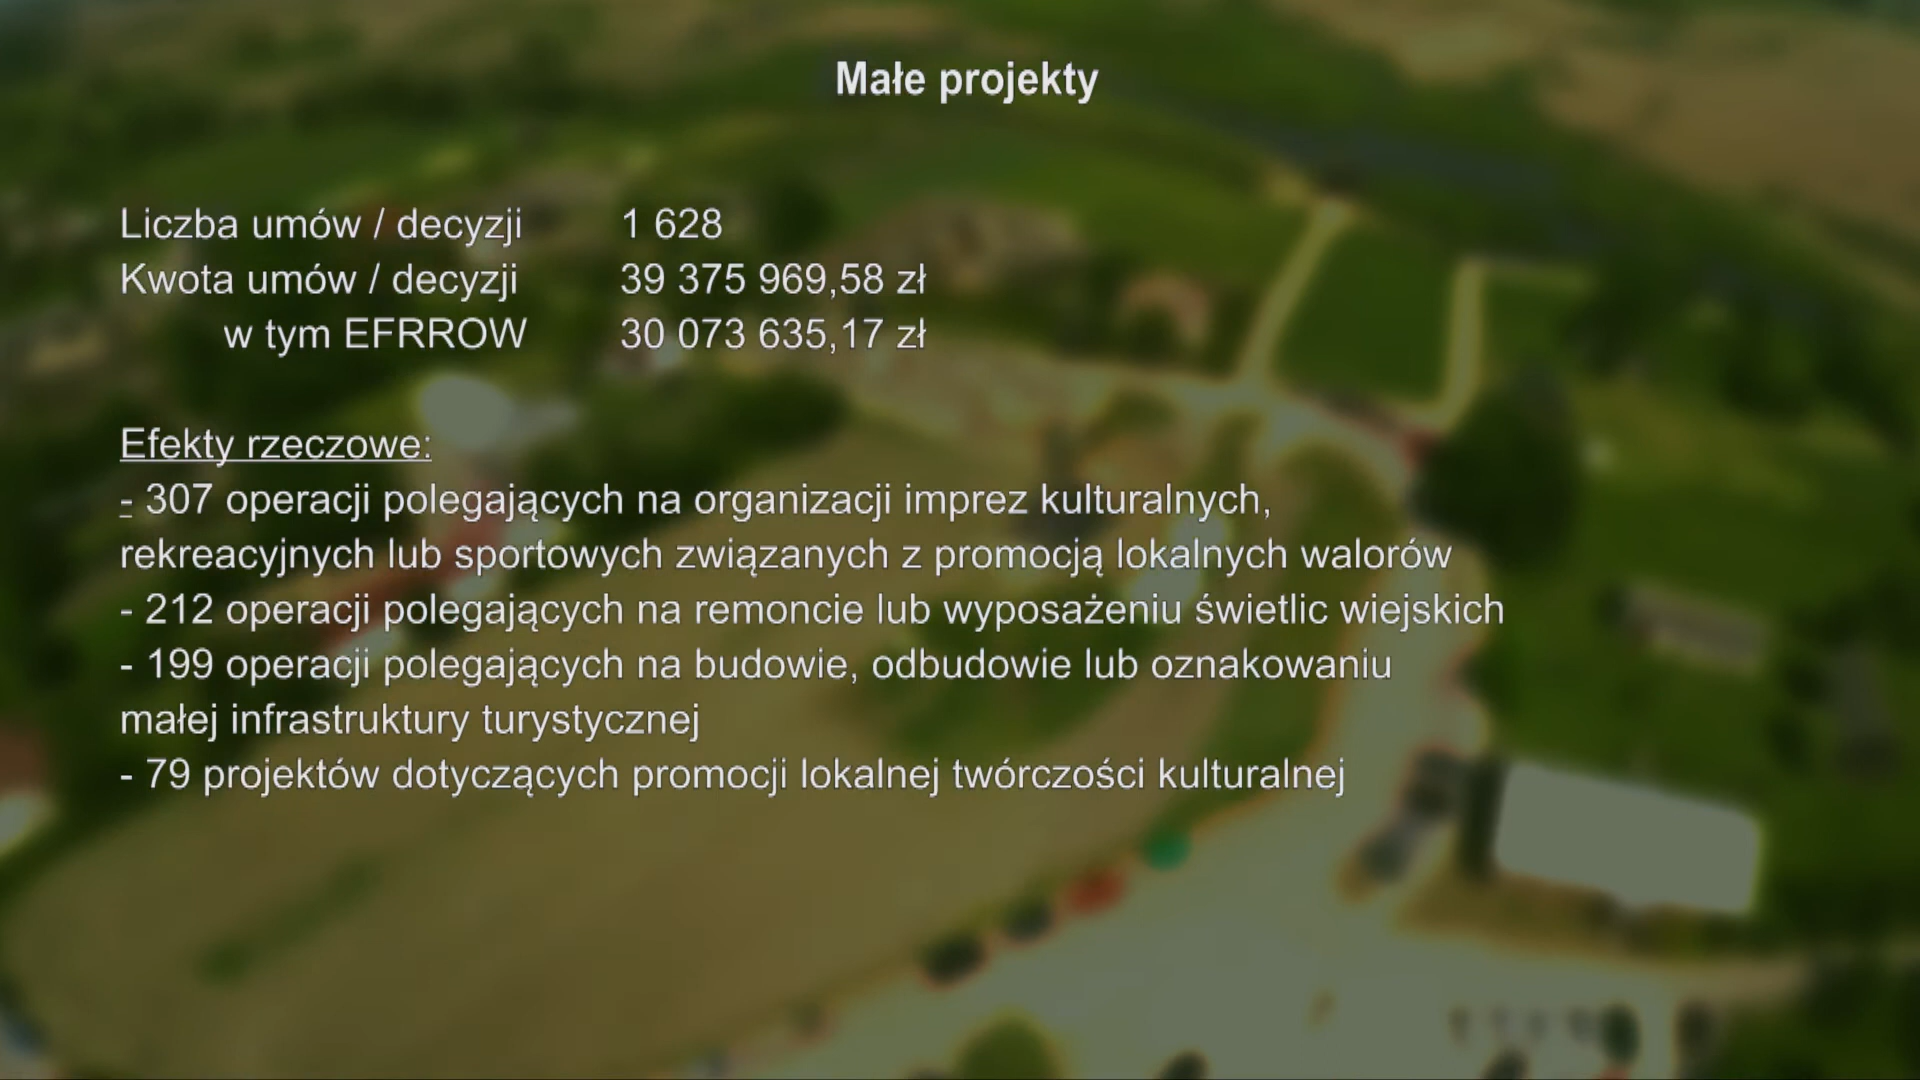 Małe projekty
Liczba umów / decyzji 1 628
Kwota umów / decyzji 39 375 969,58 zł
w tym EFRROW 30 073 635,17 zł
Efekty rzeczowe:
- 307 operacji polegających na organizacji imprez kulturalnych,
rekreacyjnych lub sportowych związanych z promocją lokalnych walorów
- 212 operacji polegających na remoncie lub wyposażeniu świetlic wiejskich
- 199 operacji polegających na budowie, odbudowie lub oznakowaniu
małej infrastruktury turystycznej
- 79 projektów dotyczących promocji lokalnej twórczości kulturalnej